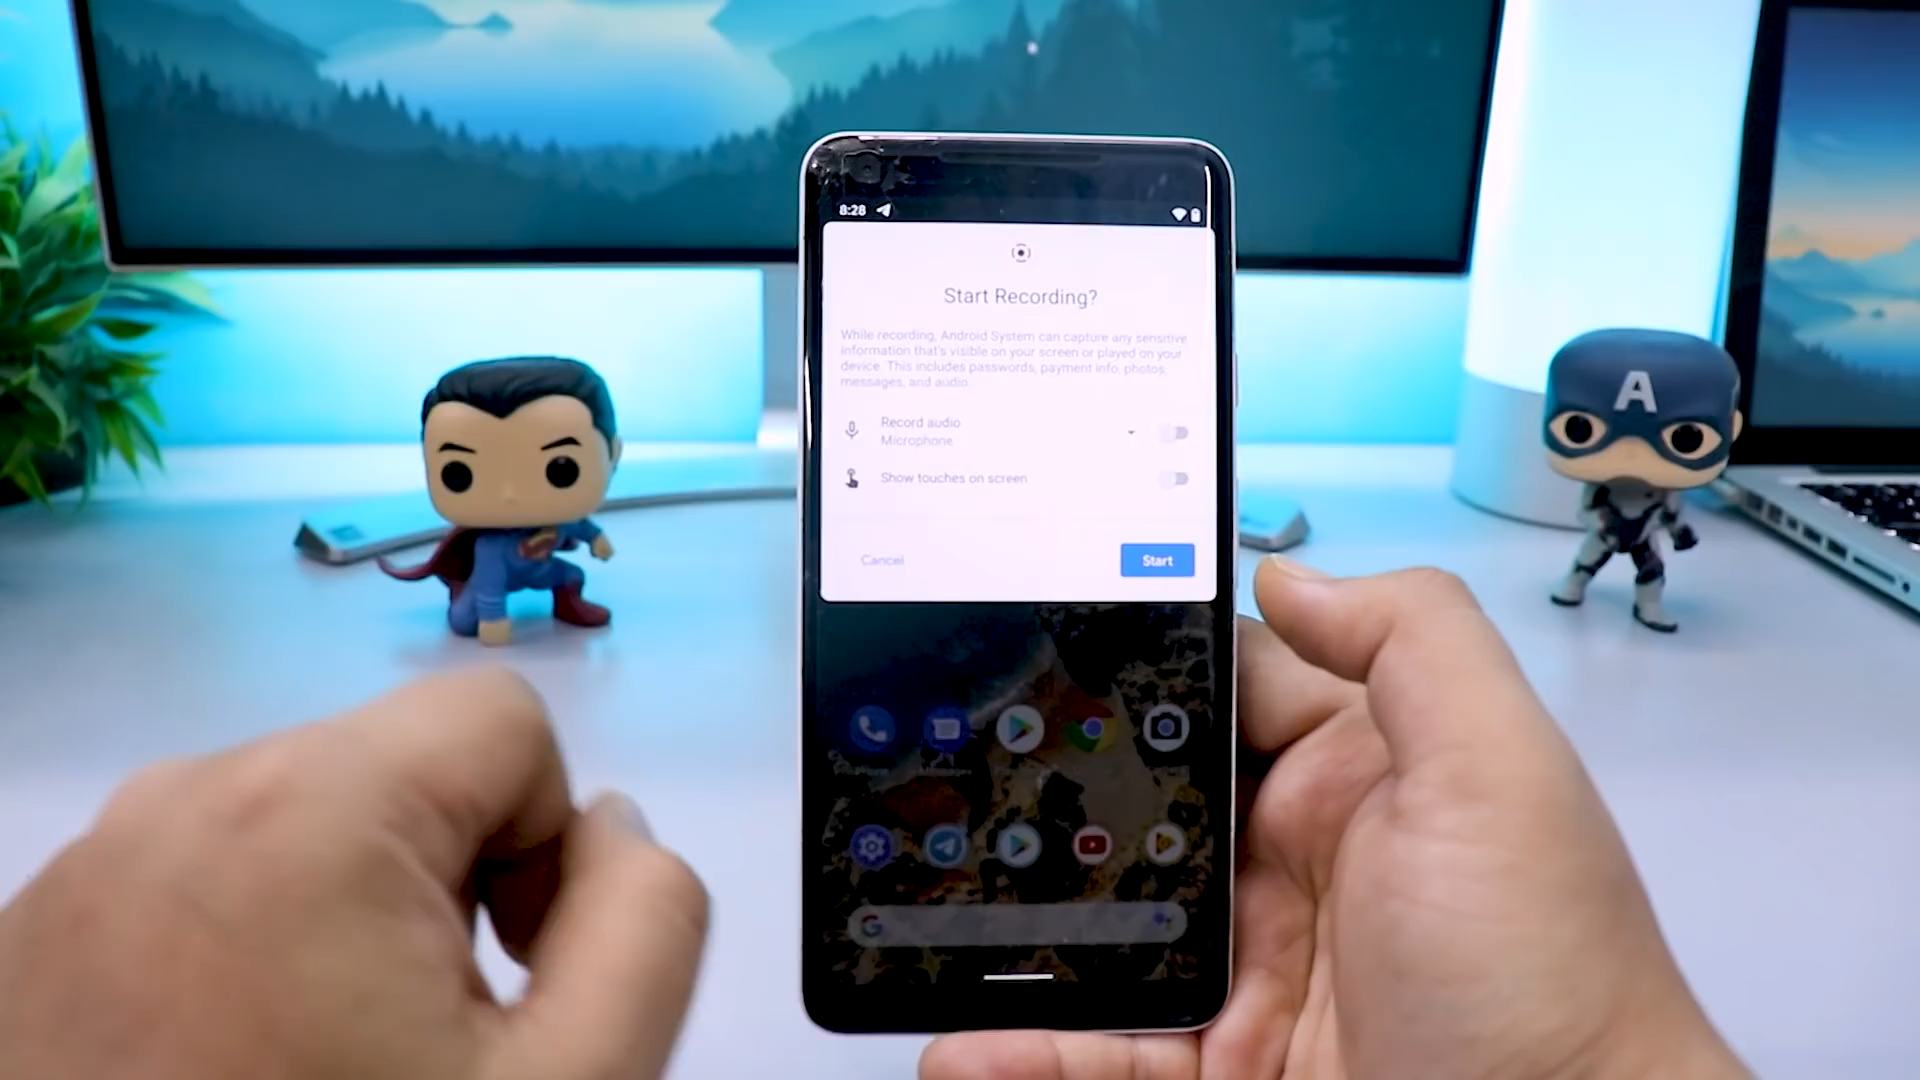 8:28
Start Recording?
While recording, Android System can capture any sensitive
information that's visible on your screen or played on your
device. This includes passwords, payment info, photos,
messages, and audio
Record audio
Microphone
Show touches on screen
Cancel
Start
A
G